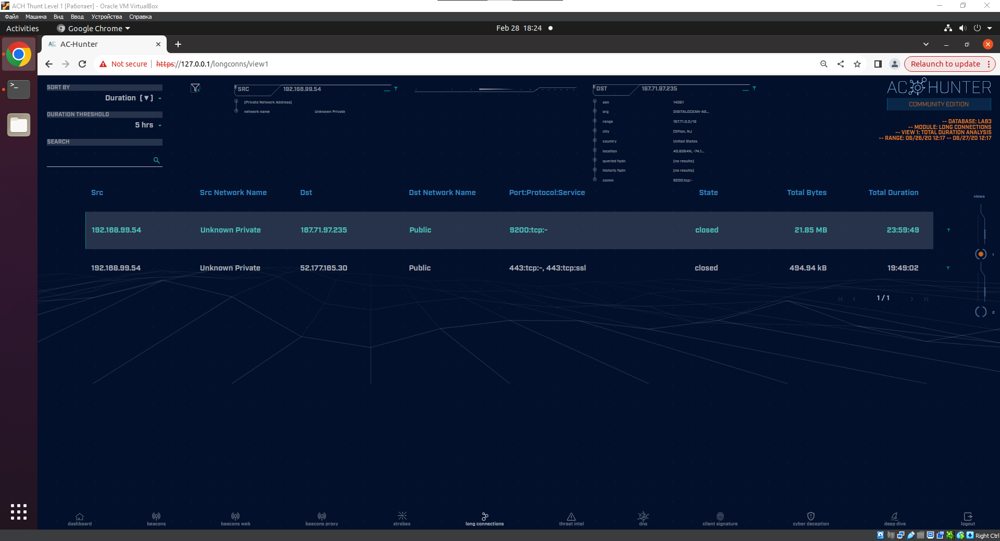 ACH Thunt Level 1 [Работает] - Oracle VM VirtualBox
Файл Машина Вид Ввод Устройства Справка
Activities Google Chrome Feb 28 18:24
AC-Hunter
Not secure https://127.0.0.1/longconns/view1 Relaunch to update
SORT BY
Duration [▼]
DURATION THRESHOLD
5 hrs
SEARCH
SRC 192.168.99.54
[Private Network Address]
network name Unknown Private
DST 167.71.97.235
asn 14061
org DIGITALOCEAN-AS...
range 167.71.0.0/16
city Clifton, NJ
country United States
location 40.8364N, -74.1...
queried fqdn [no results]
historic fqdn [no results]
comm 9200:tcp:-
AC HUNTER
COMMUNITY EDITION
-- DATABASE: LAB3
-- MODULE: LONG CONNECTIONS
-- VIEW 1: TOTAL DURATION ANALYSIS
-- RANGE: 06/26/20 12:17 -- 06/27/20 12:17
Src Src Network Name Dst Dst Network Name Port:Protocol:Service State Total Bytes Total Duration
192.168.99.54 Unknown Private 167.71.97.235 Public 9200:tcp:- closed 21.85 MB 23:59:49
192.168.99.54 Unknown Private 52.177.165.30 Public 443:tcp:-, 443:tcp:ssl closed 494.94 kB 19:49:02
1 / 1
views
1
2
dashboard beacons beacons web beacons proxy strobes long connections threat intel dns client signature cyber deception deep dive logout
Right Ctrl